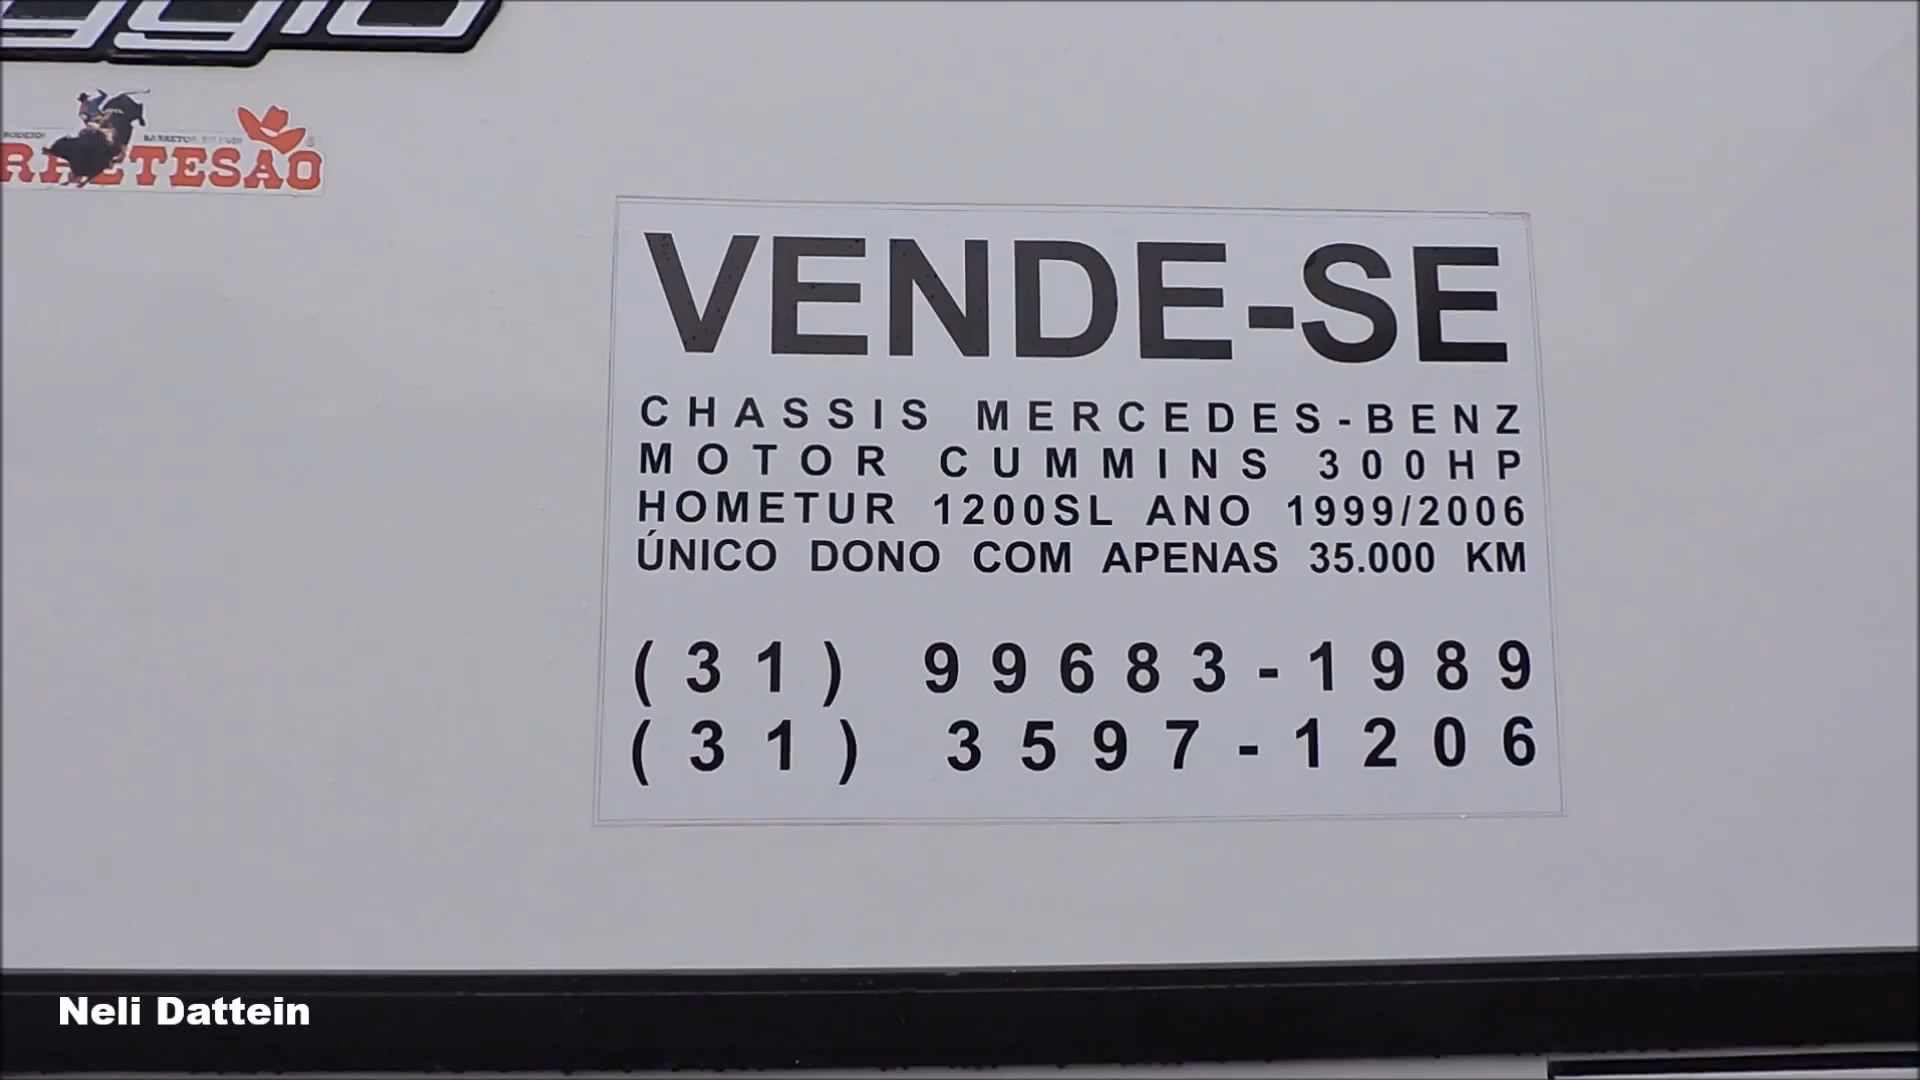 VENDE-SE
CHASSIS MERCEDES-BENZ
MOTOR CUMMINS 300HP
HOMETUR 1200SL ANO 1999/2006
ÚNICO DONO COM APENAS 35.000 KM
(31) 99683-1989
(31) 3597-1206
Neli Dattein